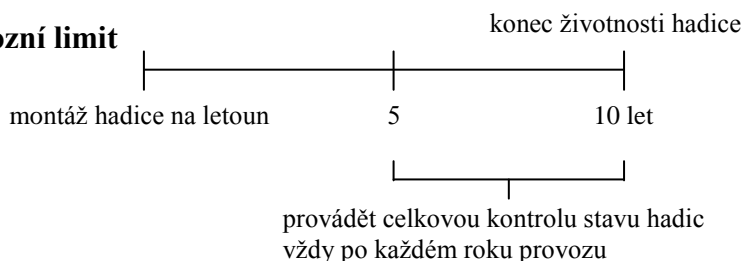 ozní limit
konec životnosti hadice
montáž hadice na letoun
5
10 let
provádět celkovou kontrolu stavu hadic
vždy po každém roku provozu